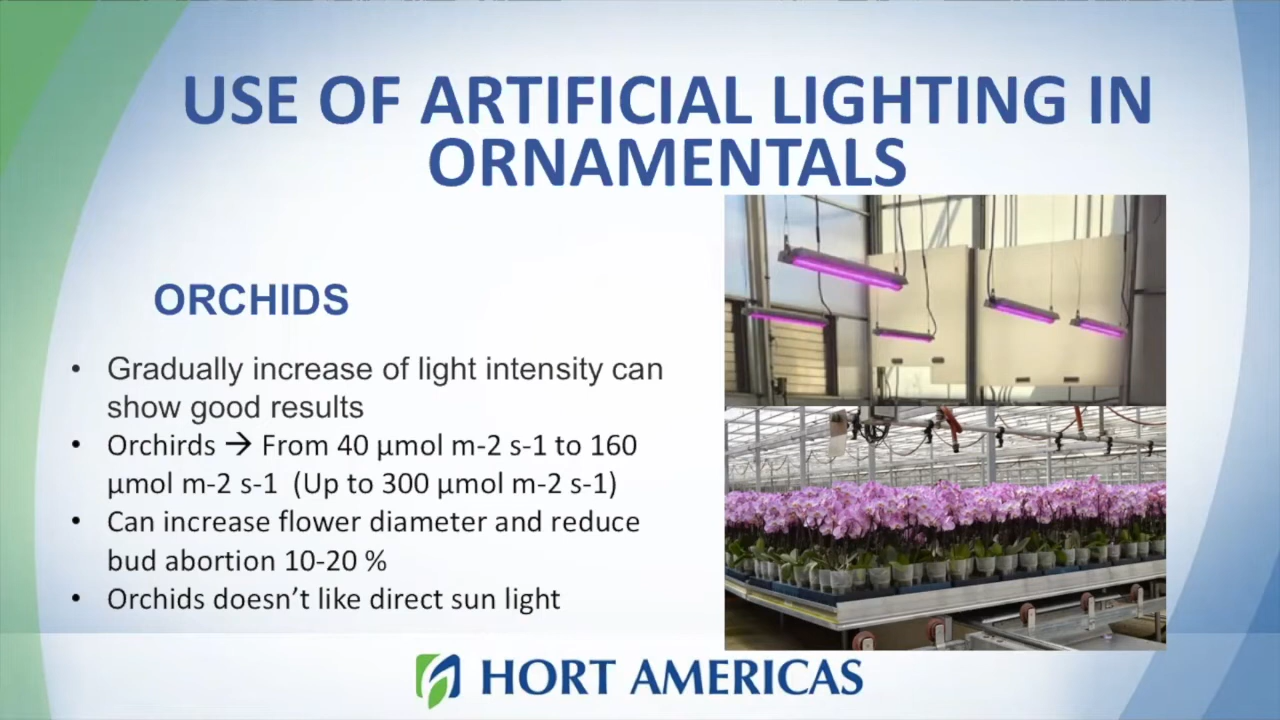 USE OF ARTIFICIAL LIGHTING IN
ORNAMENTALS
ORCHIDS
• Gradually increase of light intensity can
show good results
• Orchirds → From 40 µmol m-2 s-1 to 160
µmol m-2 s-1 (Up to 300 µmol m-2 s-1)
• Can increase flower diameter and reduce
bud abortion 10-20 %
• Orchids doesn’t like direct sun light
HORT AMERICAS